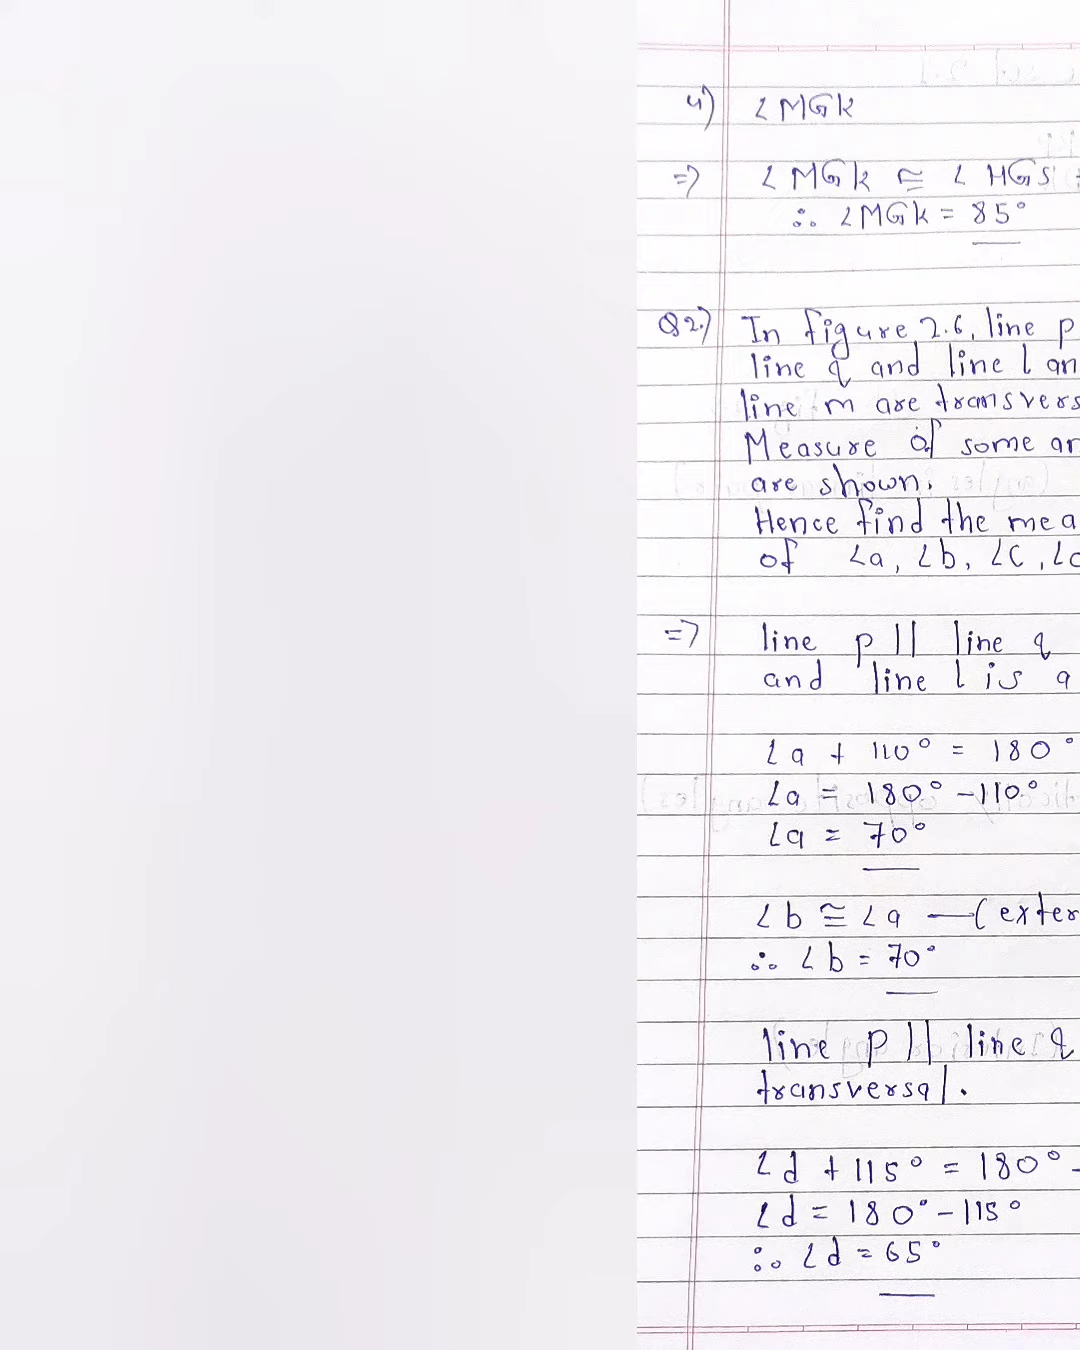 4) ∠MGK
=> ∠MGK ≅ ∠HGS
∴ ∠MGK = 85°
Q2.) In figure 2.6, line p
line q and line l an
line m are transvers
Measure of some an
are shown.
Hence find the mea
of ∠a, ∠b, ∠c, ∠d
=> line p || line q
and line l is a
∠a + 110° = 180°
∠a = 180° - 110°
∠a = 70°
∠b ≅ ∠a —(exter
∴ ∠b = 70°
line p || line q
transversal.
∠d + 115° = 180° -
∠d = 180° - 115°
∴ ∠d = 65°